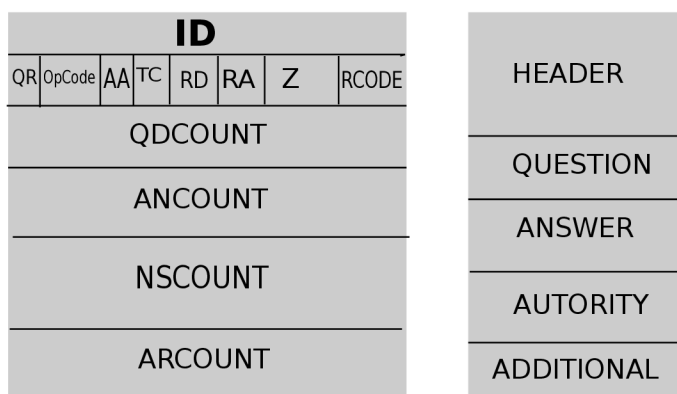 ID
QR OpCode AA TC RD RA Z RCODE
QDCOUNT
ANCOUNT
NSCOUNT
ARCOUNT
HEADER
QUESTION
ANSWER
AUTORITY
ADDITIONAL